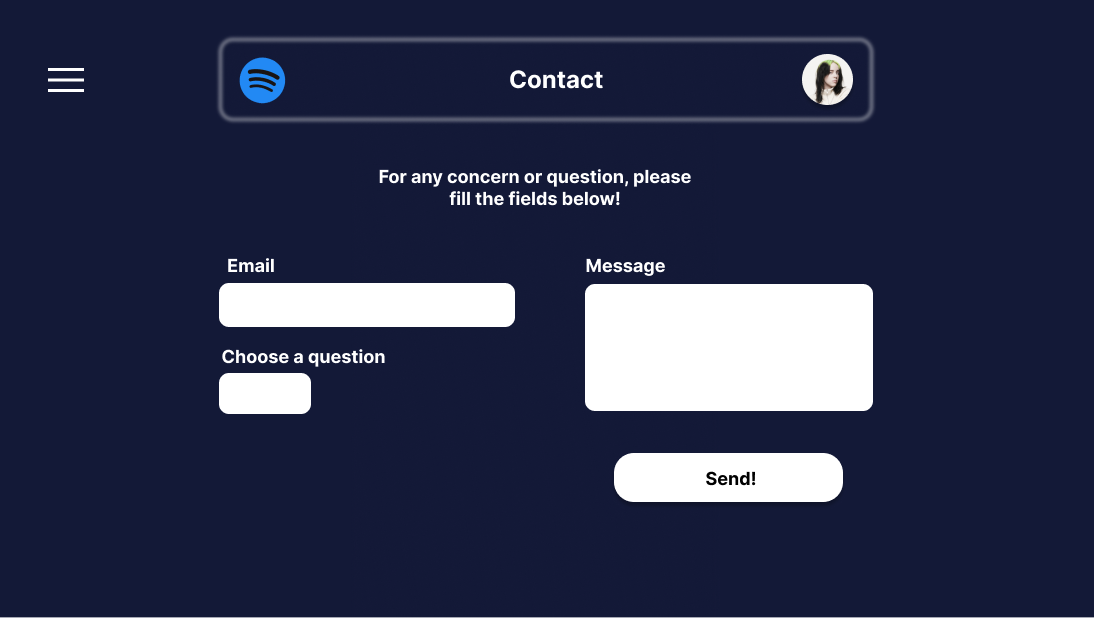 Contact
For any concern or question, please
fill the fields below!
Email
Message
Choose a question
Send!